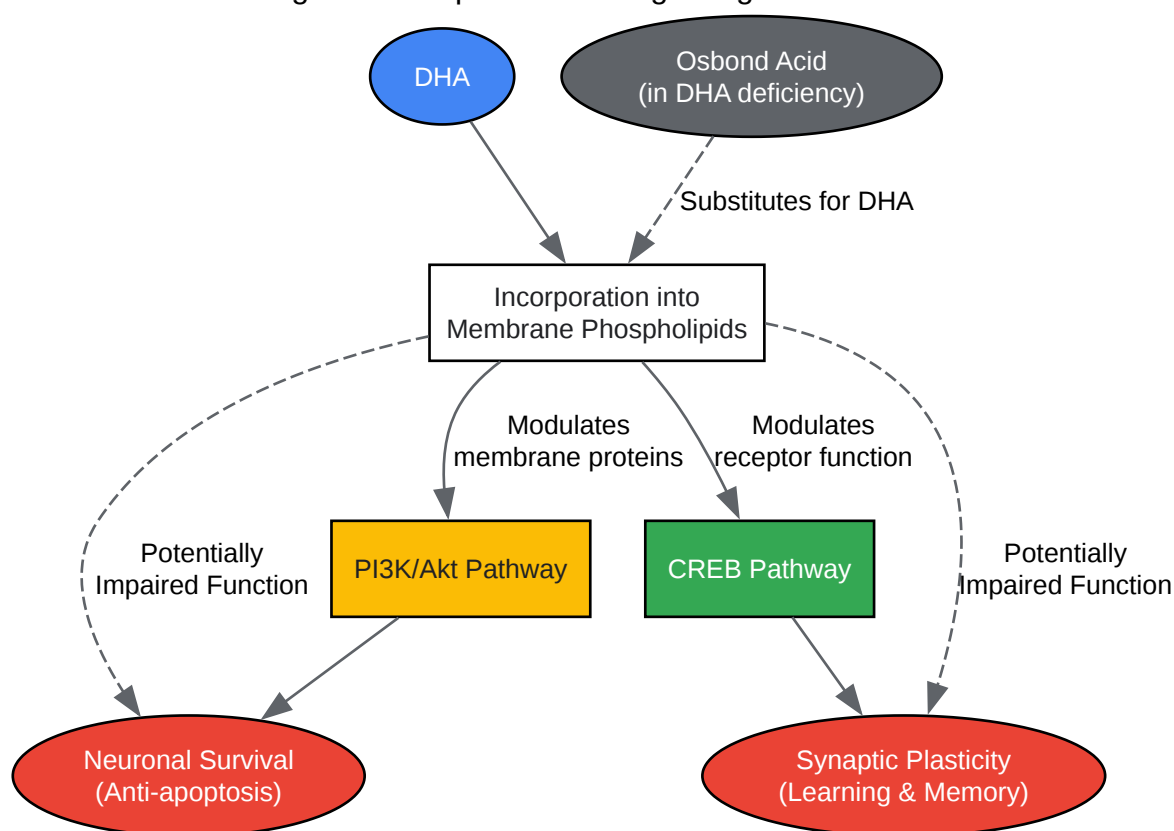 DHA
Osbond Acid
(in DHA deficiency)
Substitutes for DHA
Incorporation into
Membrane Phospholipids
Modulates
membrane proteins
Modulates
receptor function
Potentially
Impaired Function
PI3K/Akt Pathway
CREB Pathway
Potentially
Impaired Function
Neuronal Survival
(Anti-apoptosis)
Synaptic Plasticity
(Learning & Memory)